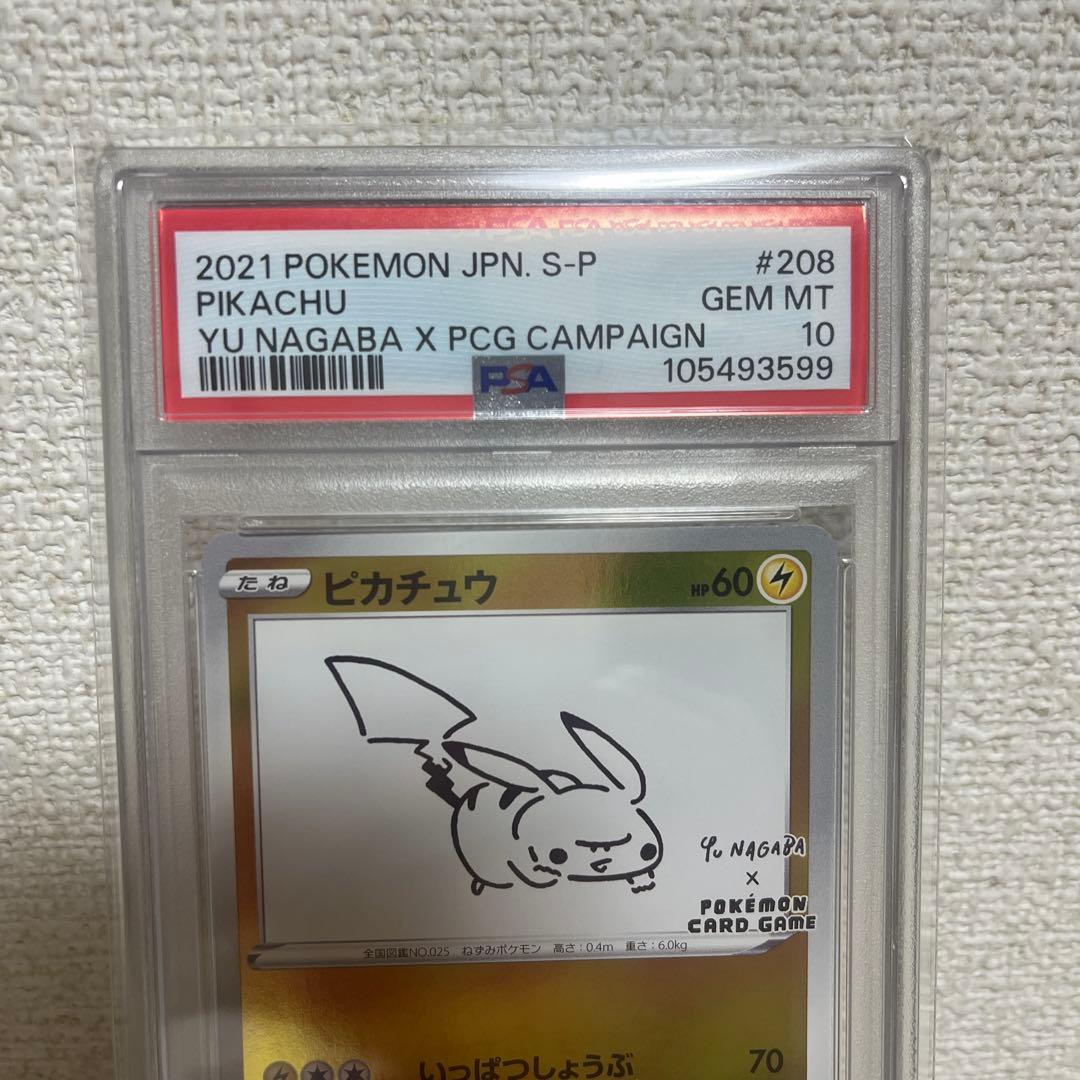 2021 POKEMON JPN. S-P #208
PIKACHU GEM MT
YU NAGABA X PCG CAMPAIGN 10
PSA 105493599
たね ピカチュウ HP60
YU NAGABA
X
POKÉMON
CARD GAME
全国図鑑NO.025 ねずみポケモン 高さ:0.4m 重さ:6.0kg
いっぱつしょうぶ 70